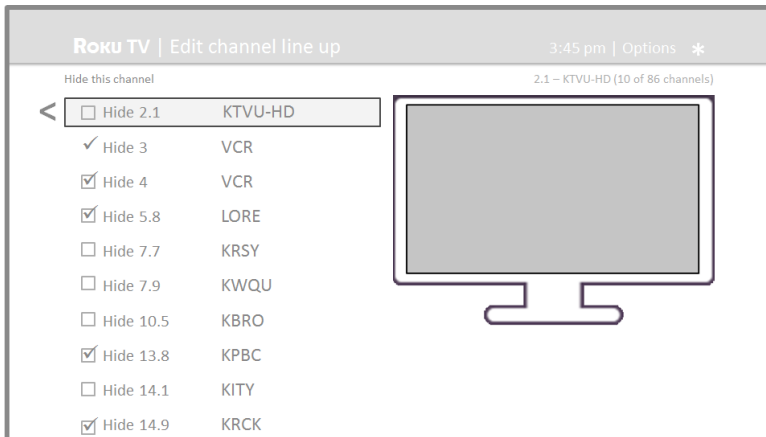 ROKU TV | Edit channel line up 3:45 pm | Options *
Hide this channel 2.1 – KTVU-HD (10 of 86 channels)
< Hide 2.1 KTVU-HD
Hide 3 VCR
Hide 4 VCR
Hide 5.8 LORE
Hide 7.7 KRSY
Hide 7.9 KWQU
Hide 10.5 KBRO
Hide 13.8 KPBC
Hide 14.1 KITY
Hide 14.9 KRCK